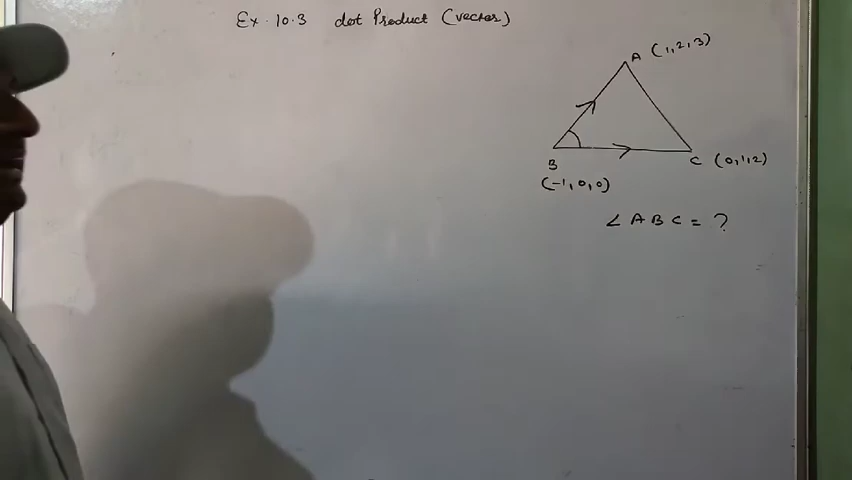 Ex. 10.3 dot Product (vector)
A (1,2,3)
B
C (0,1,2)
(-1,0,0)
∠ABC = ?